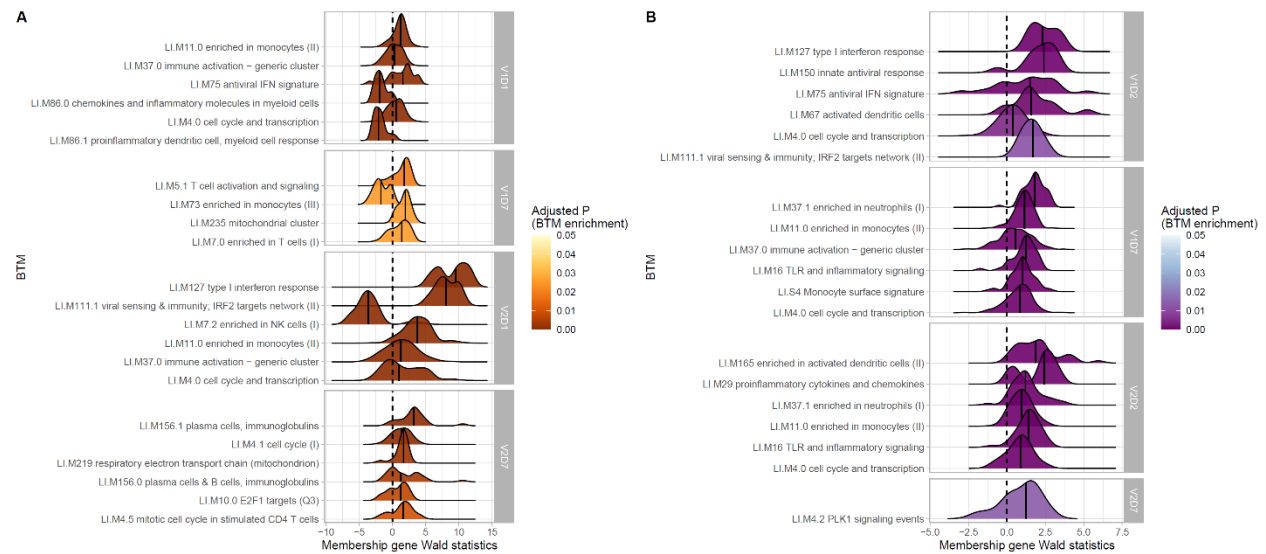 A
LI.M11.0 enriched in monocytes (II)
LI.M37.0 immune activation − generic cluster
LI.M75 antiviral IFN signature
LI.M86.0 chemokines and inflammatory molecules in myeloid cells
LI.M4.0 cell cycle and transcription
LI.M86.1 proinflammatory dendritic cell, myeloid cell response
V1D1
LI.M5.1 T cell activation and signaling
LI.M73 enriched in monocytes (III)
LI.M235 mitochondrial cluster
LI.M7.0 enriched in T cells (I)
V1D7
BTM
LI.M127 type I interferon response
LI.M111.1 viral sensing & immunity; IRF2 targets network (II)
LI.M7.2 enriched in NK cells (I)
LI.M11.0 enriched in monocytes (II)
LI.M37.0 immune activation − generic cluster
LI.M4.0 cell cycle and transcription
V2D1
LI.M156.1 plasma cells, immunoglobulins
LI.M4.1 cell cycle (I)
LI.M219 respiratory electron transport chain (mitochondrion)
LI.M156.0 plasma cells & B cells, immunoglobulins
LI.M10.0 E2F1 targets (Q3)
LI.M4.5 mitotic cell cycle in stimulated CD4 T cells
V2D7
−10 −5 0 5 10 15
Membership gene Wald statistics
Adjusted P
(BTM enrichment)
0.05
0.04
0.03
0.02
0.01
0.00
B
LI.M127 type I interferon response
LI.M150 innate antiviral response
LI.M75 antiviral IFN signature
LI.M67 activated dendritic cells
LI.M4.0 cell cycle and transcription
LI.M111.1 viral sensing & immunity; IRF2 targets network (II)
V1D2
LI.M37.1 enriched in neutrophils (I)
LI.M11.0 enriched in monocytes (II)
LI.M37.0 immune activation − generic cluster
LI.M16 TLR and inflammatory signaling
LI.S4 Monocyte surface signature
LI.M4.0 cell cycle and transcription
V1D7
BTM
LI.M165 enriched in activated dendritic cells (II)
LI.M29 proinflammatory cytokines and chemokines
LI.M37.1 enriched in neutrophils (I)
LI.M11.0 enriched in monocytes (II)
LI.M16 TLR and inflammatory signaling
LI.M4.0 cell cycle and transcription
V2D2
LI.M4.2 PLK1 signaling events
V2D7
−5.0 −2.5 0.0 2.5 5.0 7.5
Membership gene Wald statistics
Adjusted P
(BTM enrichment)
0.05
0.04
0.03
0.02
0.01
0.00